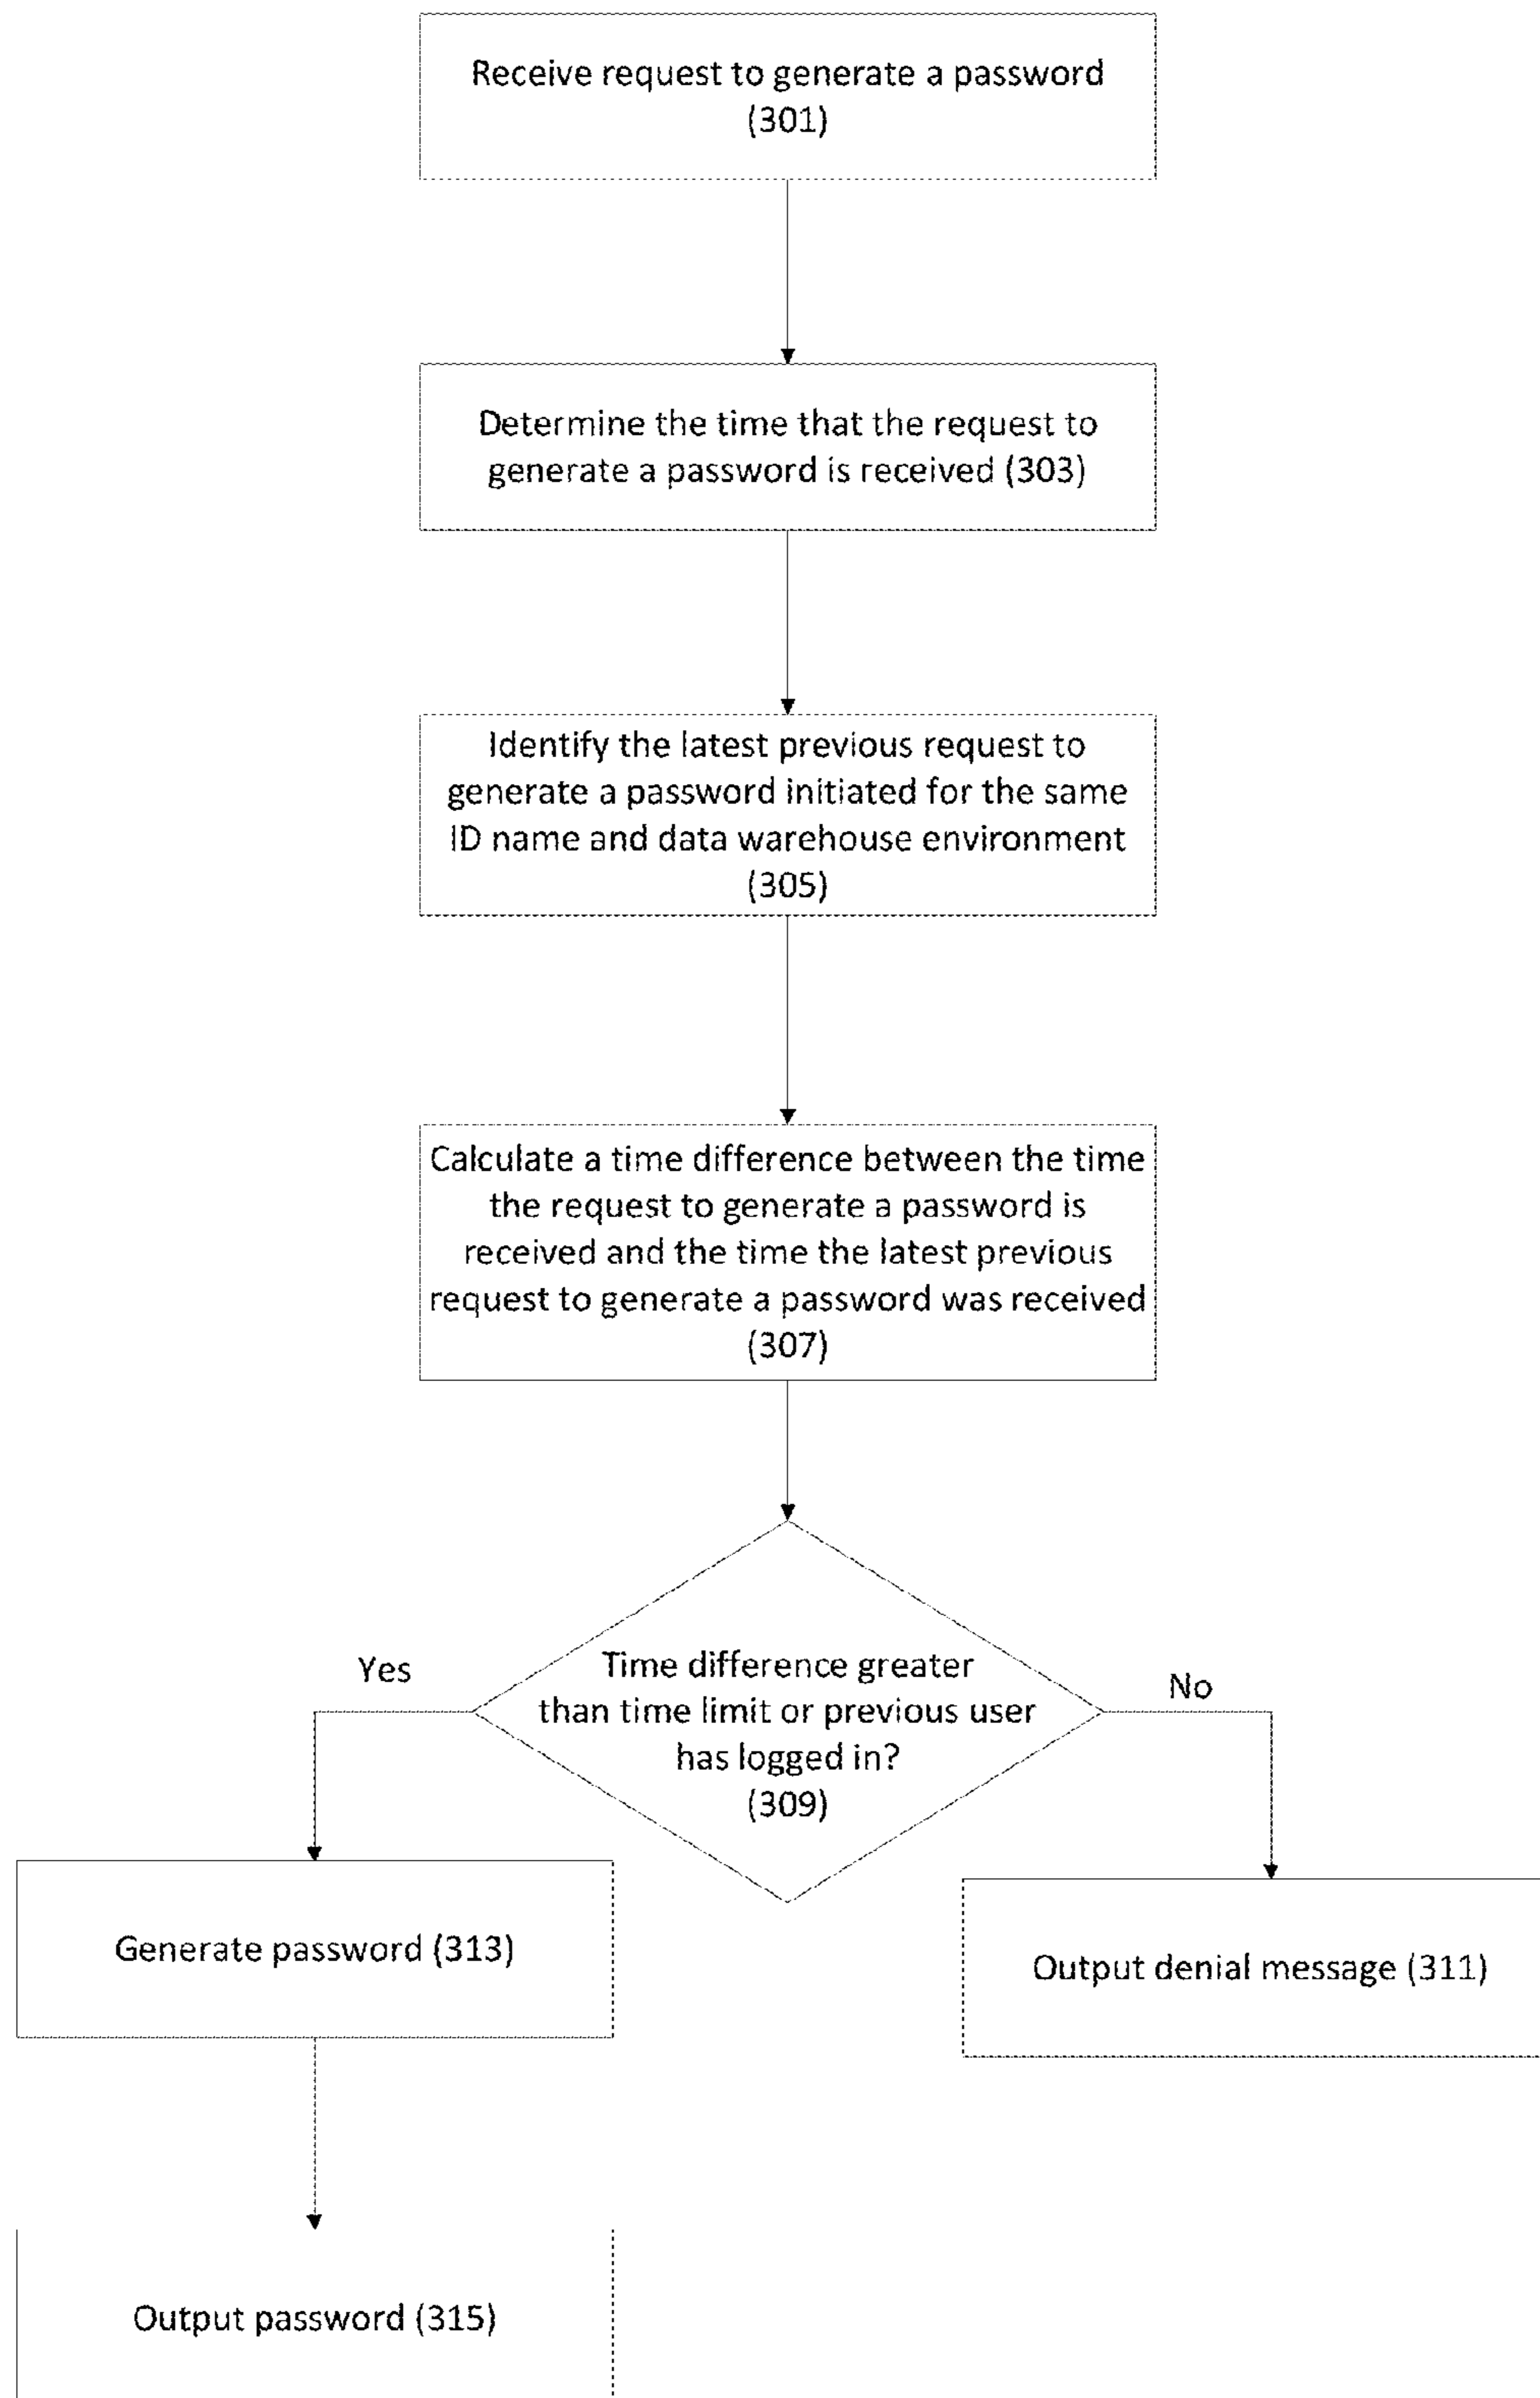 Receive request to generate a password
(301)
Determine the time that the request to
generate a password is received (303)
Identify the latest previous request to
generate a password initiated for the same
ID name and data warehouse environment
(305)
Calculate a time difference between the time
the request to generate a password is
received and the time the latest previous
request to generate a password was received
(307)
Time difference greater
than time limit or previous user
has logged in?
(309)
Yes
No
Generate password (313)
Output denial message (311)
Output password (315)